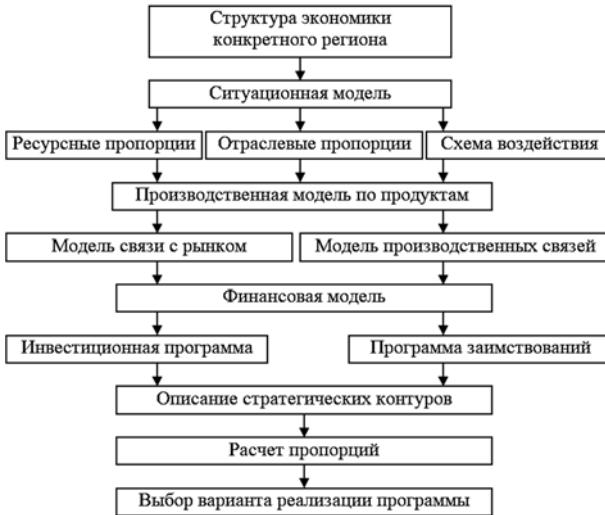 Структура экономики
конкретного региона
Ситуационная модель
Ресурсные пропорции
Отраслевые пропорции
Схема воздействия
Производственная модель по продуктам
Модель связи с рынком
Модель производственных связей
Финансовая модель
Инвестиционная программа
Программа заимствований
Описание стратегических контуров
Расчет пропорций
Выбор варианта реализации программы